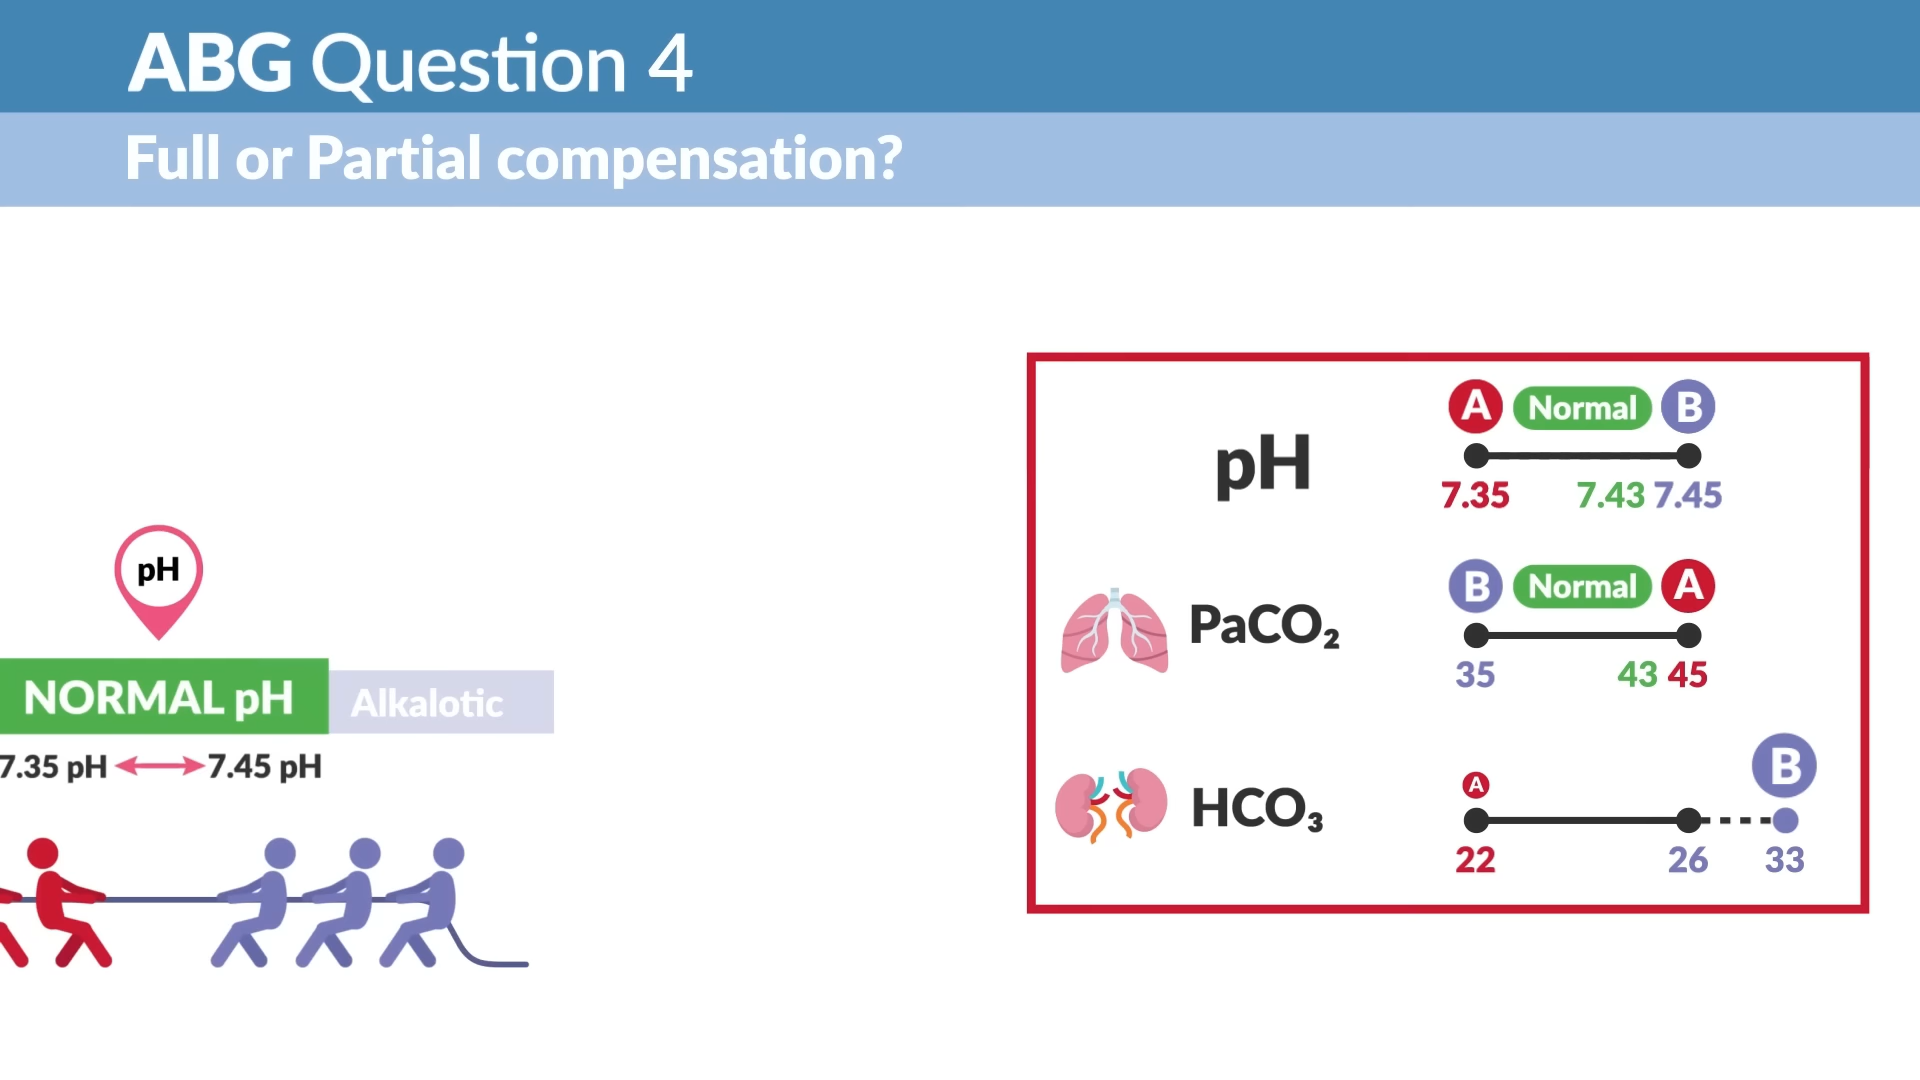 ABG Question 4
Full or Partial compensation?
pH
NORMAL pH
Alkalotic
7.35 pH 7.45 pH
A Normal B
pH
7.35 7.43 7.45
B Normal A
PaCO₂
35 43 45
B
A
HCO₃
22 26 33